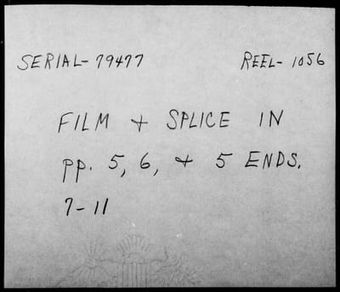 SERIAL-79477 REEL-1056
FILM + SPLICE IN
pp. 5, 6, + 5 ENDS.
7-11